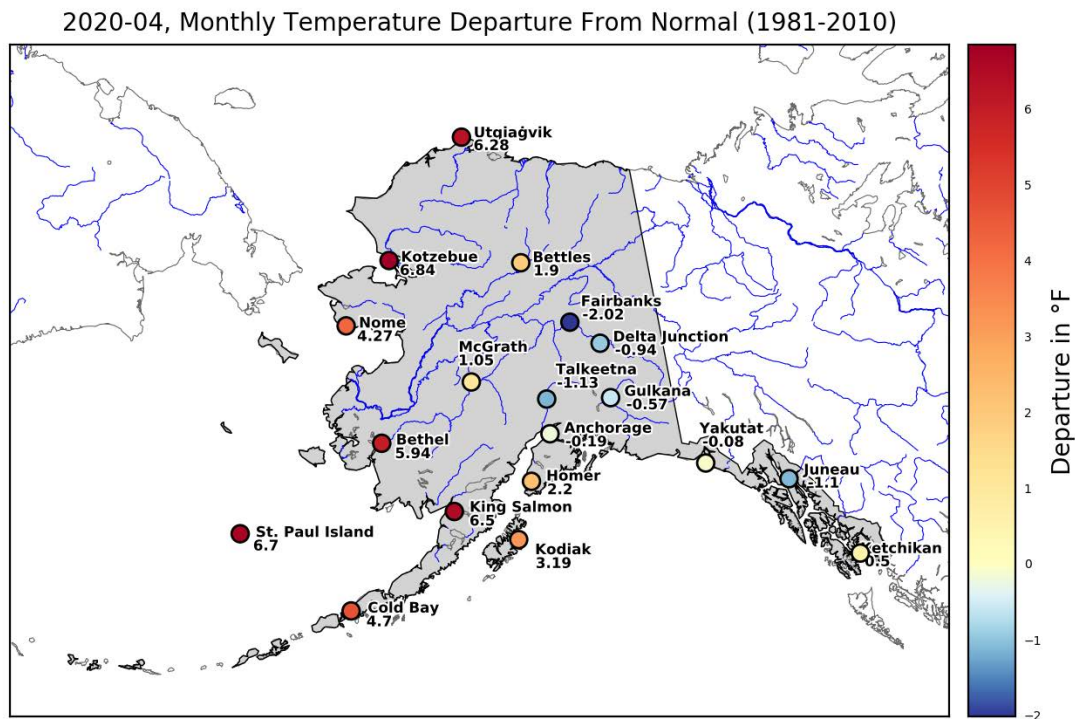 2020-04, Monthly Temperature Departure From Normal (1981-2010)
Utqiaġvik
6.28
Kotzebue
6.84
Bettles
1.9
Fairbanks
-2.02
Nome
4.27
Delta Junction
-0.94
McGrath
1.05
Talkeetna
-1.13
Gulkana
-0.57
Anchorage
-0.19
Yakutat
-0.08
Bethel
5.94
Juneau
-1.1
Homer
2.2
King Salmon
6.5
St. Paul Island
6.7
Kodiak
3.19
Ketchikan
0.5
Cold Bay
4.7
6
5
4
3
2
1
0
−1
−2
Departure in °F